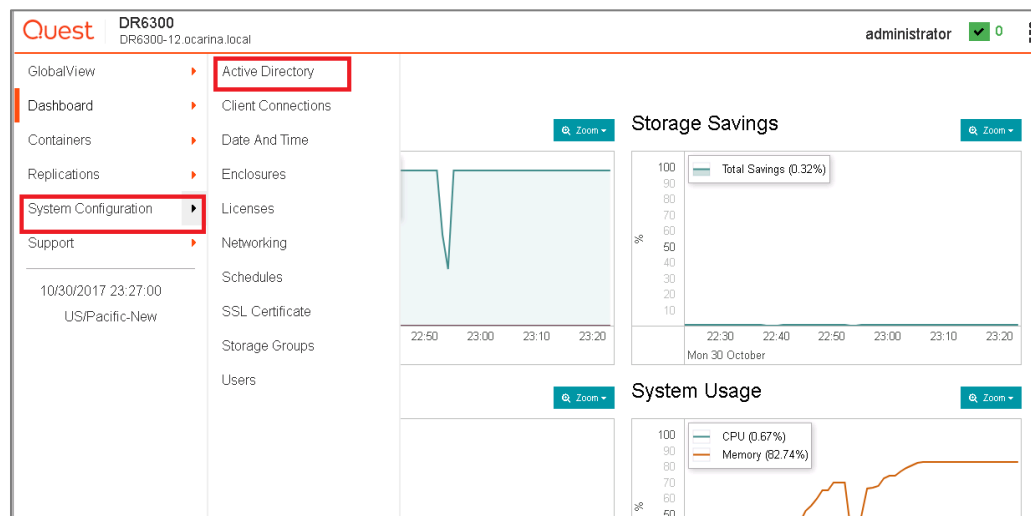 Quest
DR6300
DR6300-12.ocarina.local
administrator
0
GlobalView
Dashboard
Containers
Replications
System Configuration
Support
10/30/2017 23:27:00
US/Pacific-New
Active Directory
Client Connections
Date And Time
Enclosures
Licenses
Networking
Schedules
SSL Certificate
Storage Groups
Users
Zoom
22:50 23:00 23:10 23:20
Zoom
Storage Savings
Zoom
Total Savings (0.32%)
100
90
80
70
60
50
40
30
20
10
%
22:30 22:40 22:50 23:00 23:10 23:20
Mon 30 October
System Usage
Zoom
CPU (0.67%)
Memory (82.74%)
100
90
80
70
60
50
%